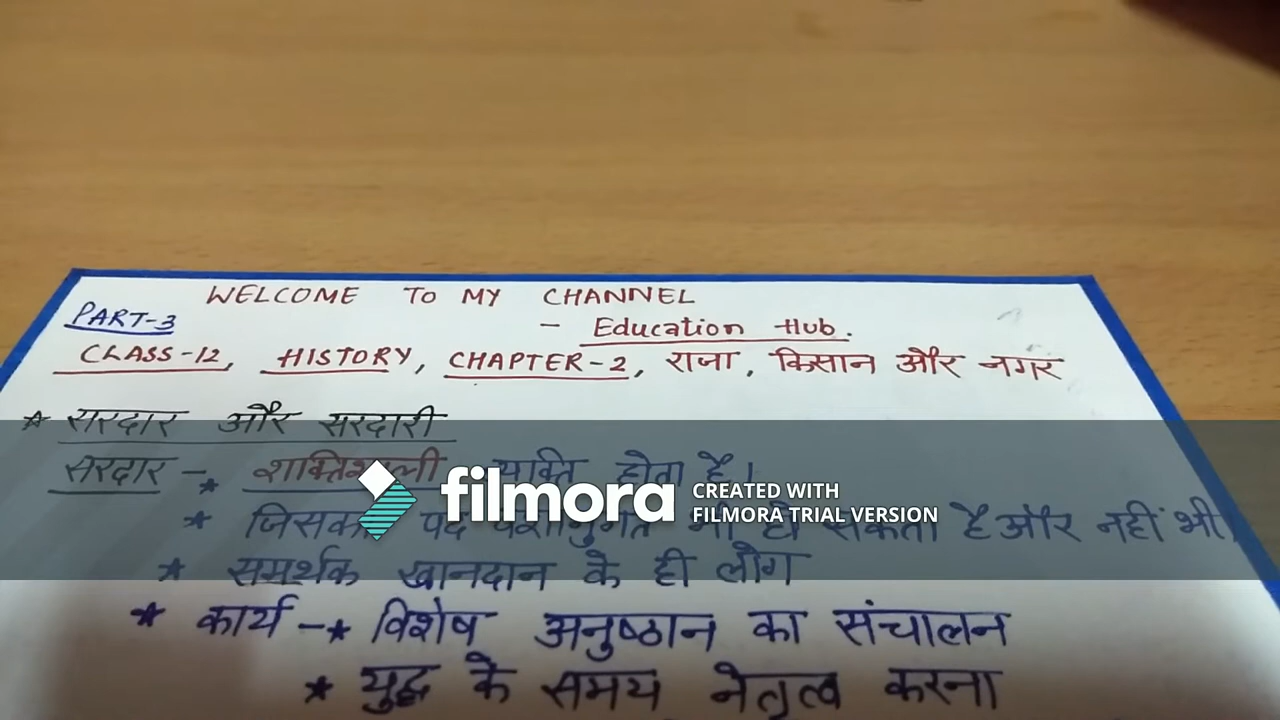 WELCOME TO MY CHANNEL
PART-3
- Education Hub.
CLASS-12, HISTORY, CHAPTER-2, राजा, किसान और नगर
* सरदार और सरदारी
सरदार - * शक्तिशाली व्यक्ति होता है।
* जिसका पद वंशानुगत भी हो सकता है और नहीं भी।
* समर्थक खानदान के ही लोग
* कार्य - * विशेष अनुष्ठान का संचालन
* युद्ध के समय नेतृत्व करना
filmora
CREATED WITH
FILMORA TRIAL VERSION